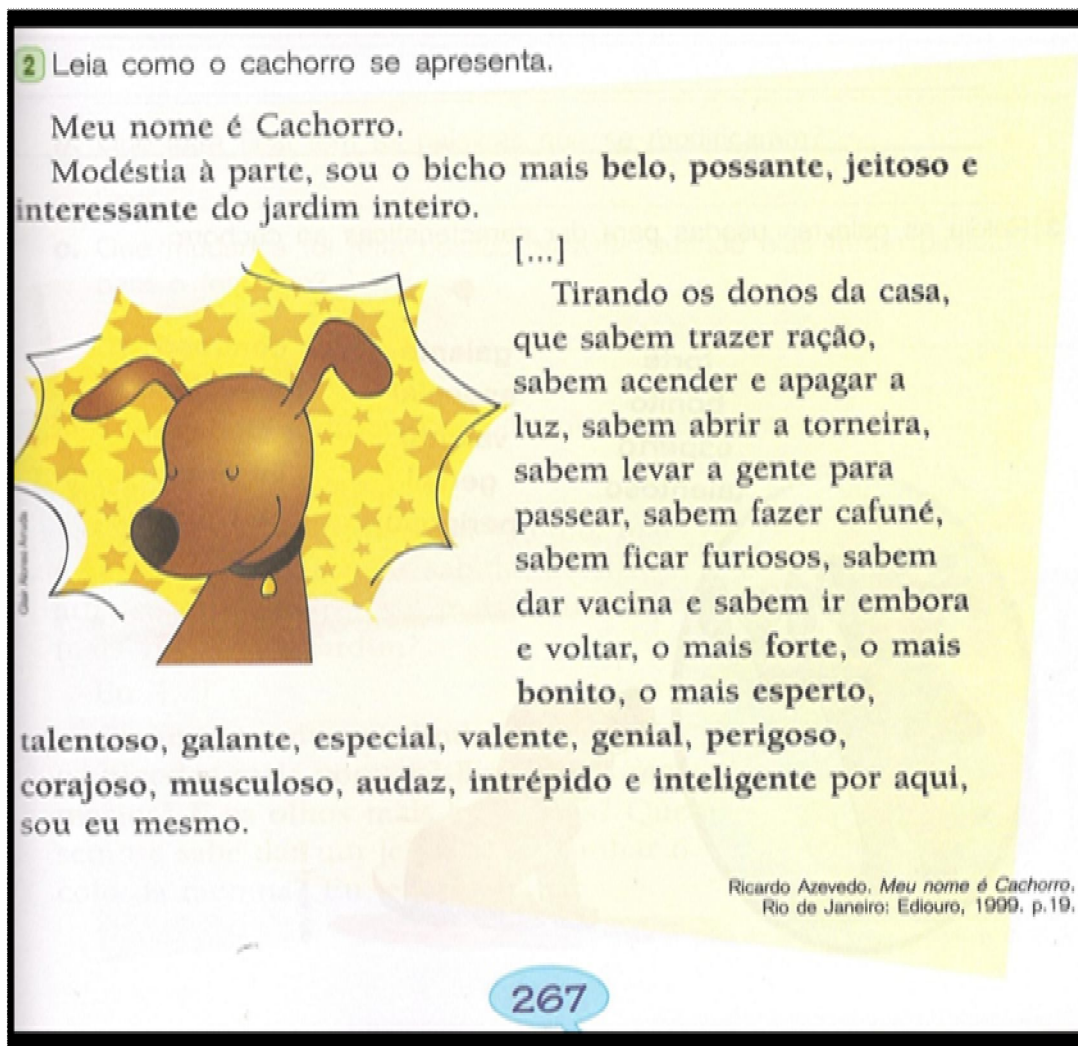 2 Leia como o cachorro se apresenta.
Meu nome é Cachorro.
Modéstia à parte, sou o bicho mais belo, possante, jeitoso e
interessante do jardim inteiro.
[...]
Tirando os donos da casa,
que sabem trazer ração,
sabem acender e apagar a
luz, sabem abrir a torneira,
sabem levar a gente para
passear, sabem fazer cafuné,
sabem ficar furiosos, sabem
dar vacina e sabem ir embora
e voltar, o mais forte, o mais
bonito, o mais esperto,
talentoso, galante, especial, valente, genial, perigoso,
corajoso, musculoso, audaz, intrépido e inteligente por aqui,
sou eu mesmo.
Ricardo Azevedo. Meu nome é Cachorro.
Rio de Janeiro: Ediouro, 1999. p.19.
267